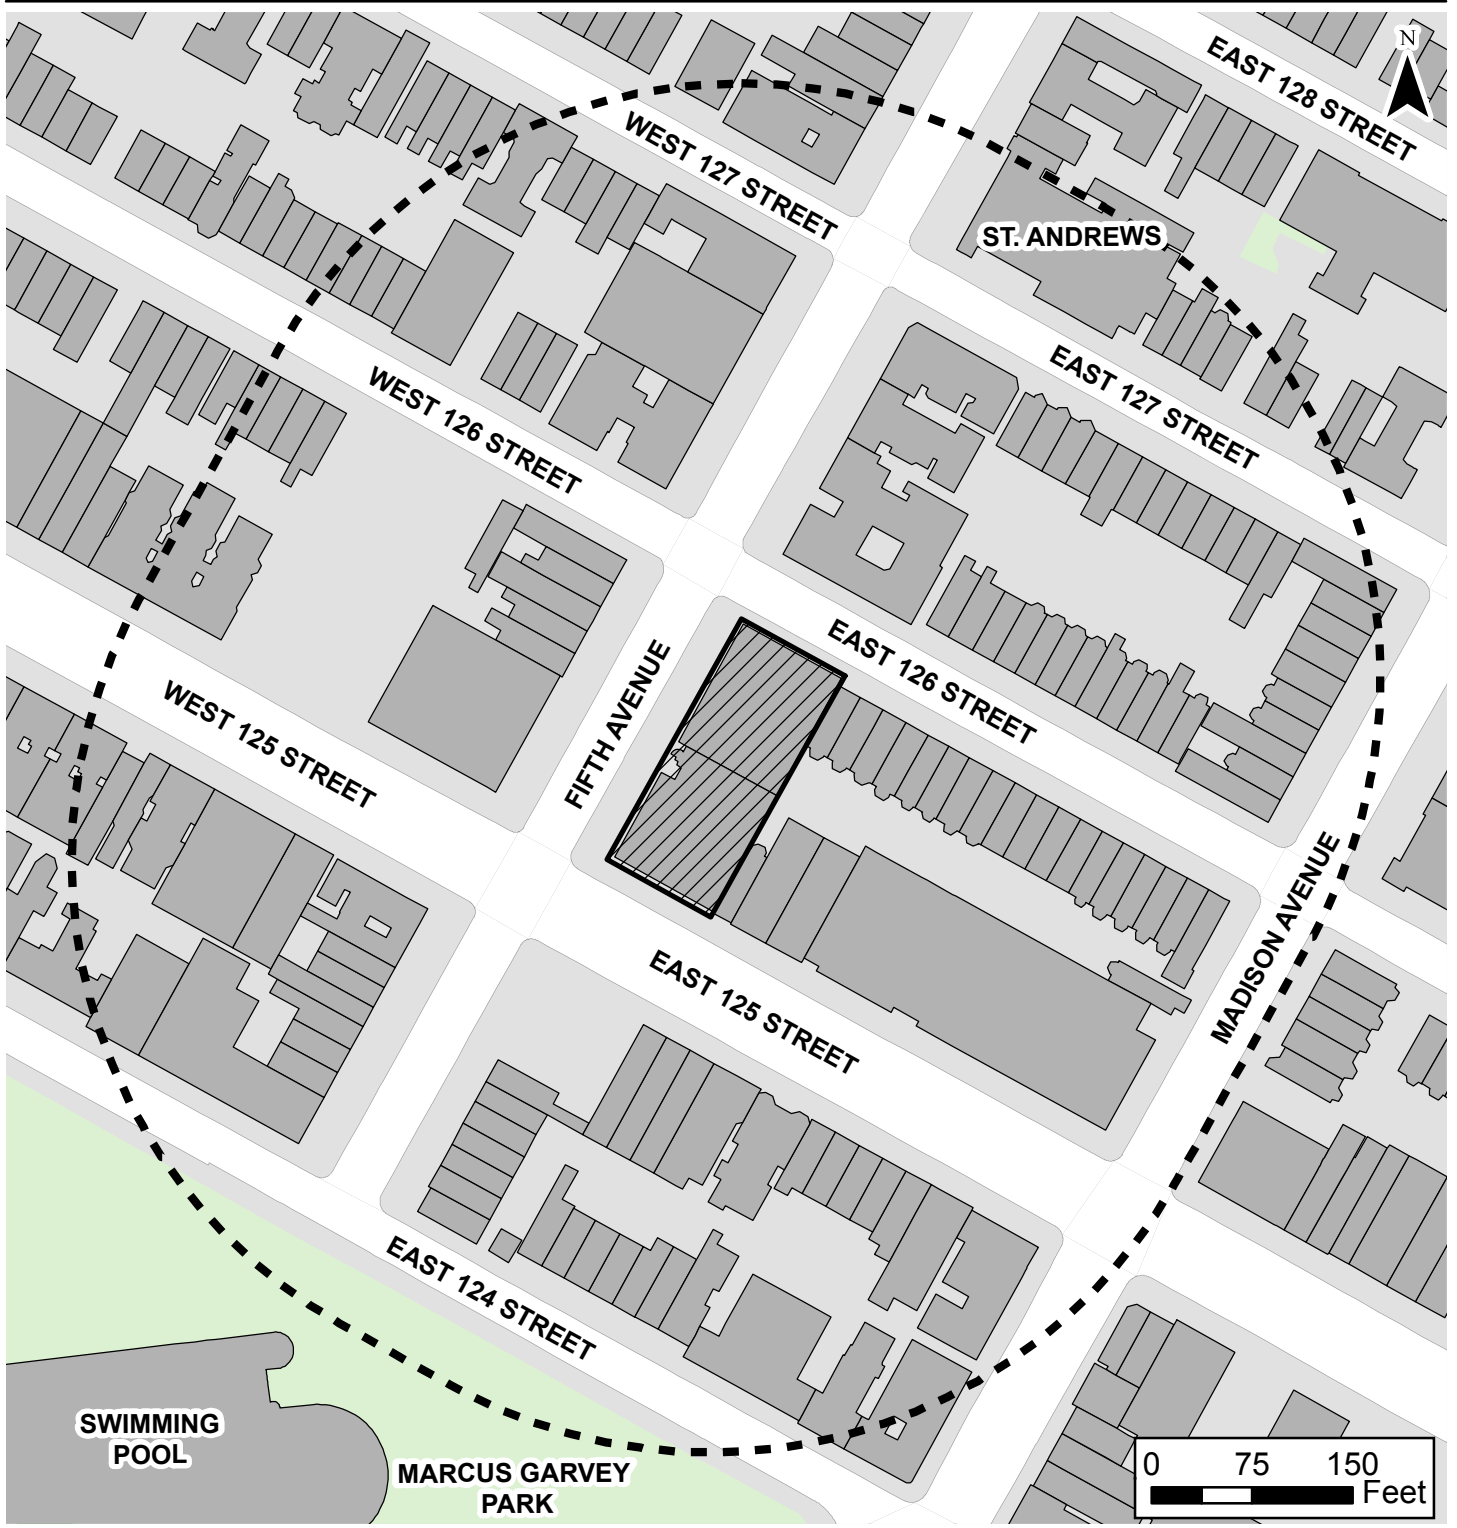 N
EAST 128 STREET
WEST 127 STREET
ST. ANDREWS
EAST 127 STREET
WEST 126 STREET
EAST 126 STREET
FIFTH AVENUE
WEST 125 STREET
MADISON AVENUE
EAST 125 STREET
EAST 124 STREET
SWIMMING
POOL
MARCUS GARVEY
PARK
0 75 150
Feet